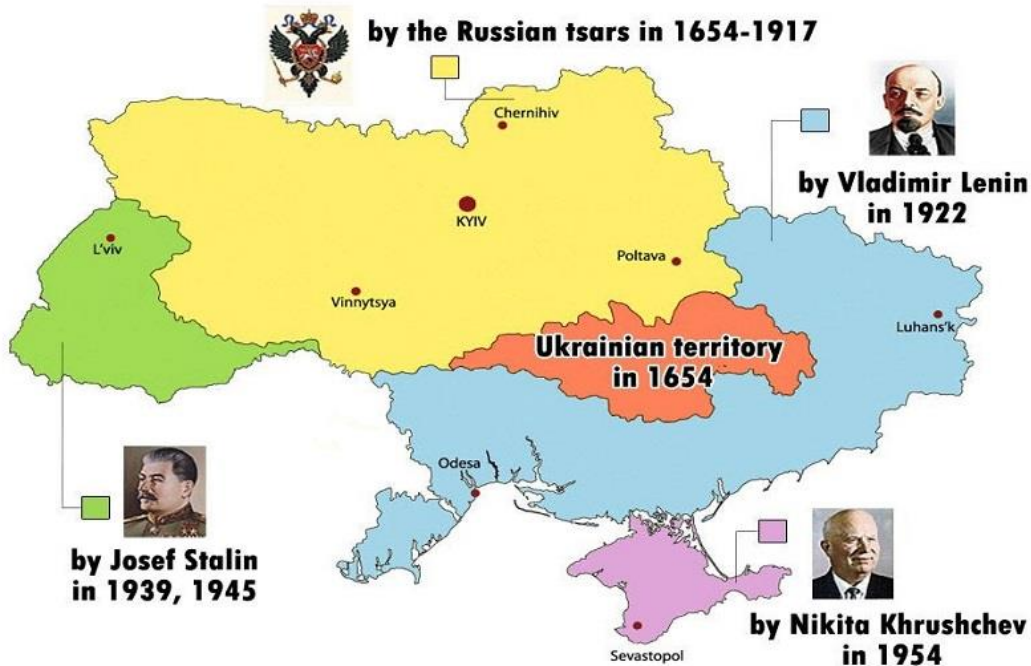 by the Russian tsars in 1654-1917
Chernihiv
by Vladimir Lenin
in 1922
KYIV
L'viv
Poltava
Vinnytsya
Luhans'k
Ukrainian territory
in 1654
Odesa
by Josef Stalin
in 1939, 1945
by Nikita Khrushchev
in 1954
Sevastopol